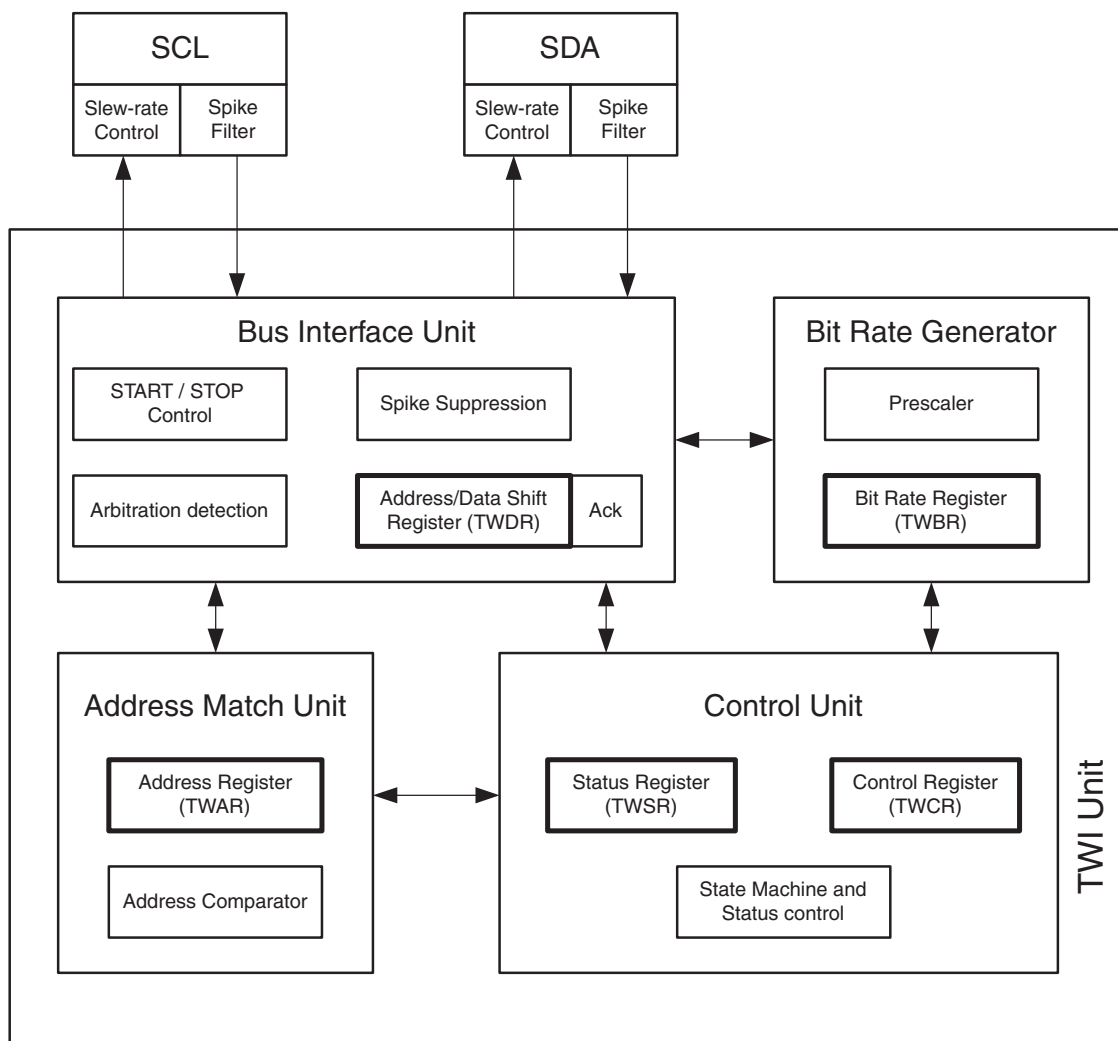 SCL
Slew-rate
Control
Spike
Filter
SDA
Slew-rate
Control
Spike
Filter
Bus Interface Unit
START / STOP
Control
Spike Suppression
Arbitration detection
Address/Data Shift
Register (TWDR)
Ack
Bit Rate Generator
Prescaler
Bit Rate Register
(TWBR)
Address Match Unit
Address Register
(TWAR)
Address Comparator
Control Unit
Status Register
(TWSR)
Control Register
(TWCR)
State Machine and
Status control
TWI Unit